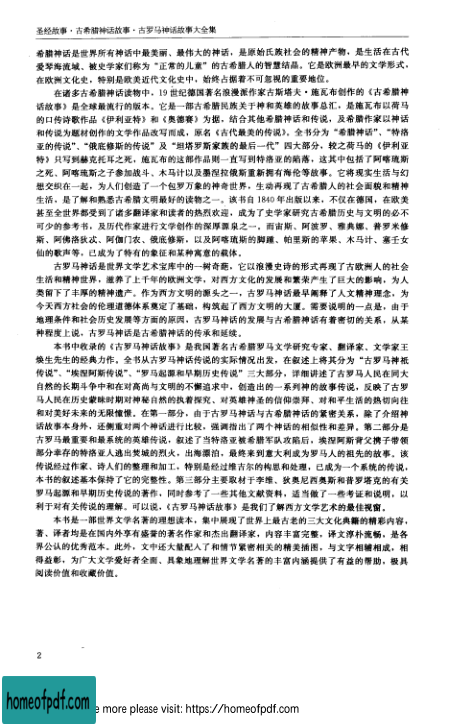 圣经故事·古希腊神话故事·古罗马神话故事大全集
希腊神话是世界所有神话中最美丽、最伟大的神话，是原始氏族社会的精神产物，是生活在古代
爱琴海流域、被史学家们称为“正常的儿童”的古希腊人的智慧结晶。它是欧洲最早的文学形式，
在欧洲文化史，特别是欧美近代文化史中，始终占据着不可忽视的重要地位。
在诸多古希腊神话读物中，19世纪德国著名浪漫派作家古斯塔夫·施瓦布创作的《古希腊神
话故事》是全球最流行的版本。它是一部古希腊民族关于神和英雄的故事总汇，是施瓦布以荷马
的口传诗歌作品《伊利亚特》和《奥德赛》为据，结合其他希腊神话和传说，及希腊作家以神话
和传说为题材创作的文学作品改写而成，原名《古代最美的传说》。全书分为“希腊神话”、“特洛
亚的传说”、“俄底修斯的传说”及“坦塔罗斯家族的最后一代”四大部分，较之荷马的《伊利亚
特》只写到赫克托耳之死，施瓦布的这部作品则一直写到特洛亚的陷落，这其中包括了阿喀琉斯
之死、阿喀琉斯之子参加战斗、木马计以及墨涅拉俄斯重新拥有海伦等故事。它将现实生活与幻
想交织在一起，为人们创造了一个包罗万象的神奇世界，生动再现了古希腊人的社会面貌和精神
生活，是了解和熟悉古希腊文明最好的读物之一。该书自1840年出版以来，不仅在德国，在欧美
甚至全世界都受到了诸多翻译家和读者的热烈欢迎，成为了史学家研究古希腊历史与文明的必不
可少的参考书，及历代作家进行文学创作的深厚源泉之一。而宙斯、阿波罗、雅典娜、普罗米修
斯、阿佛洛狄忒、阿伽门农、俄底修斯，以及阿喀琉斯的脚踵、帕里斯的苹果、木马计、塞壬女
仙的歌声等，已成为了特有的象征和某种寓意的载体。
古罗马神话是世界文学艺术宝库中的一树奇葩，它以浪漫史诗的形式再现了古欧洲人的社会
生活和精神世界，滋养了上千年的欧洲文学，对西方文化的发展和繁荣产生了巨大的影响，为人
类留下了丰厚的精神遗产。作为西方文明的源头之一，古罗马神话最早阐释了人文精神理念，为
今天西方社会的伦理道德体系奠定了基础，构筑起了西方文明的大厦。需要说明的一点是，由于
地理条件和社会历史发展等方面的原因，古罗马神话的发展与古希腊神话有着密切的关系，从某
种程度上说，古罗马神话是古希腊神话的传承和延续。
本书中收录的《古罗马神话故事》是我国著名古希腊罗马文学研究专家、翻译家、文学家王
焕生先生的经典力作。全书从古罗马神话传说的实际情况出发，在叙述上将其分为“古罗马神祇
传说”、“埃涅阿斯传说”、“罗马起源和早期历史传说”三大部分，详细讲述了古罗马人民在同大
自然的长期斗争中和在对高尚与文明的不懈追求中，创造出的一系列神的故事传说，反映了古罗
马人民在历史蒙昧时期对神秘自然的执着探究、对英雄神圣的信仰崇拜、对和平生活的热切向往
和对美好未来的无限憧憬。在第一部分，由于古罗马神话与古希腊神话的紧密关系，除了介绍神
话故事本身外，还侧重对两个神话进行比较，强调指出了两个神话的相似性和差异。第二部分是
古罗马最重要和最系统的英雄传说，叙述了当特洛亚被希腊军队攻陷后，埃涅阿斯背父携子带领
部分幸存的特洛亚人逃出焚城的烈火，出海漂泊，最终来到意大利成为罗马人的祖先的故事。该
传说经过作家、诗人们的整理和加工，特别是经过维吉尔的构思和处理，已成为一个系统的传说，
本书的叙述基本保持了它的完整性。第三部分主要取材于李维、狄奥尼西奥斯和普罗塔克的有关
罗马起源和早期历史传说的著作，同时参考了一些其他文献资料，适当做了一些考证和说明，以
利于对有关传说的理解。可以说，《古罗马神话故事》是我们了解西方文学艺术的最佳视窗。
本书是一部世界文学名著的理想读本，集中展现了世界上最古老的三大文化典籍的精彩内容，
著、译者均是在国内外享有盛誉的著名作家和杰出翻译家，内容丰富完整，译文淳朴流畅，是各
界公认的优秀范本。此外，文中还大量配入了和情节紧密相关的精美插图，与文字相辅相成，相
得益彰，为广大文学爱好者全面、具象地理解世界文学名著的丰富内涵提供了有益的帮助，极具
阅读价值和收藏价值。
2
homeofpdf.com
e more please visit: https://homeofpdf.com